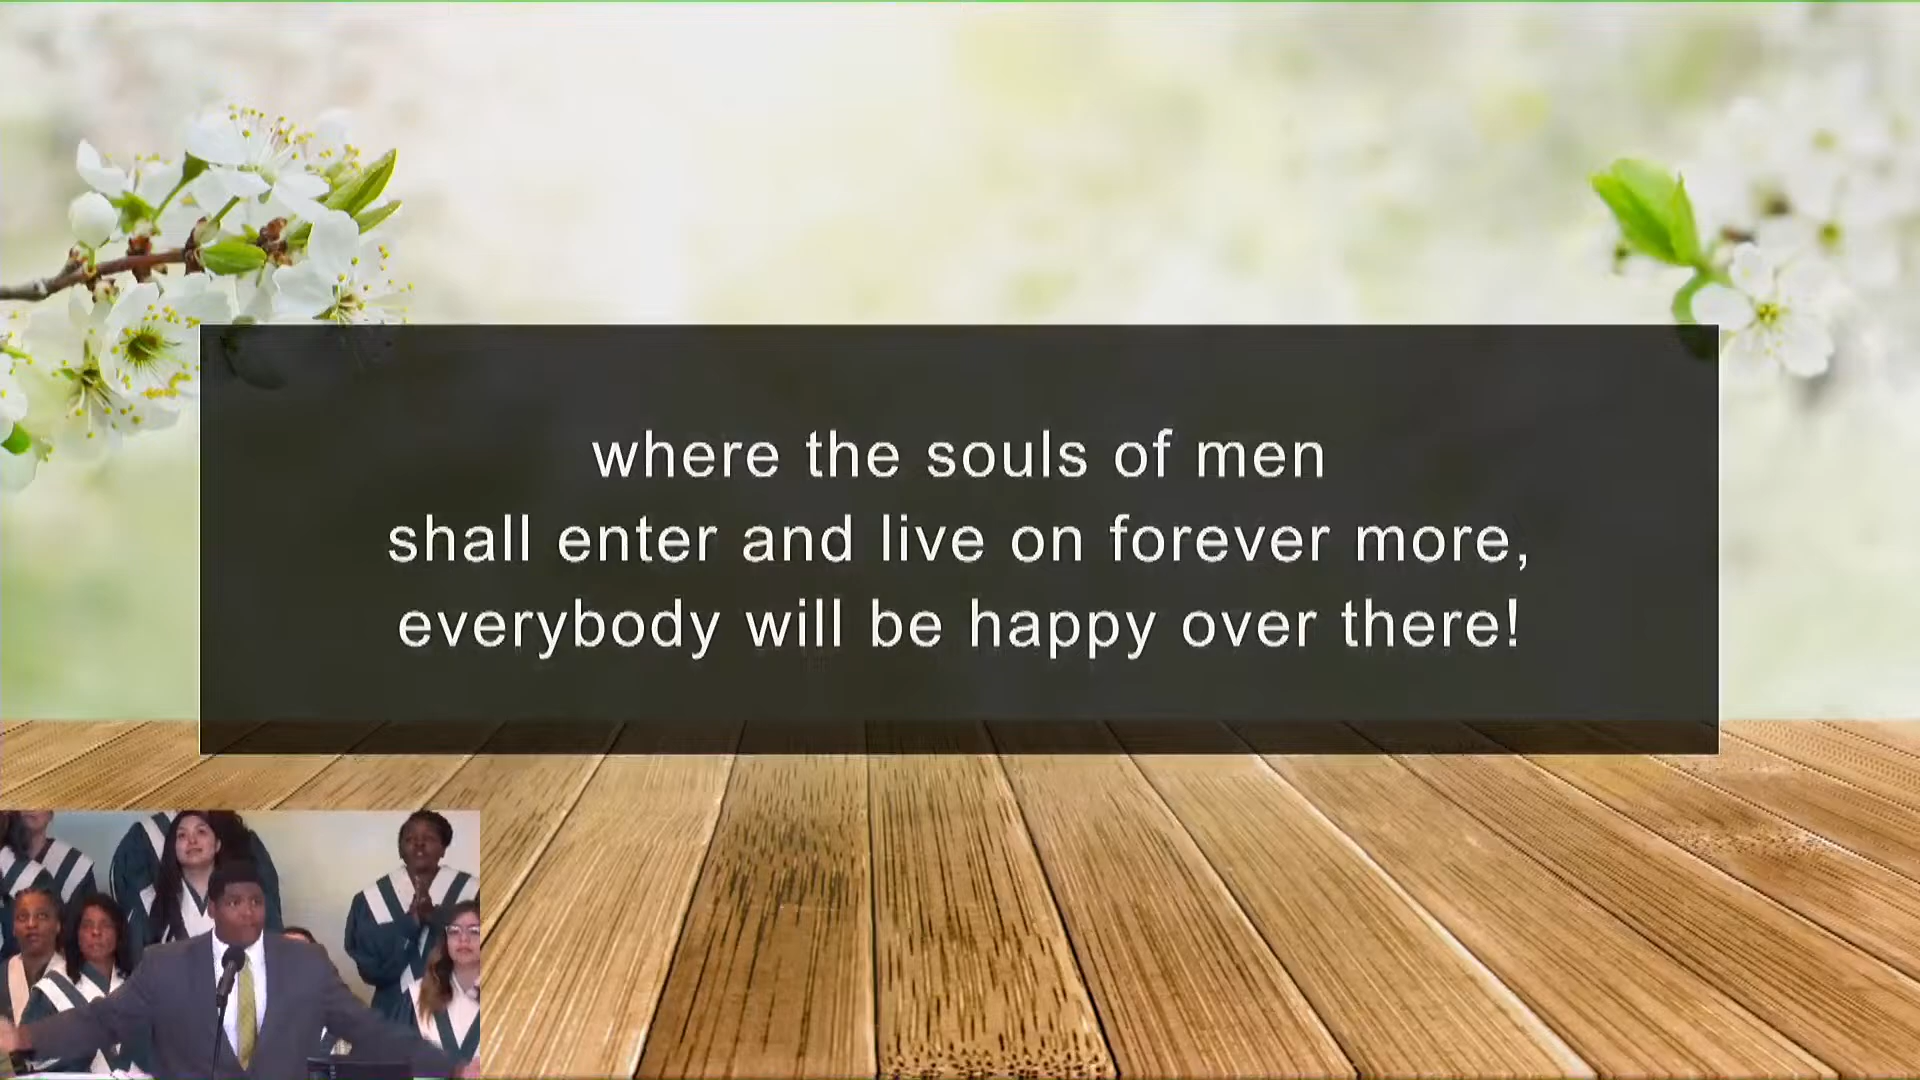 where the souls of men
shall enter and live on forever more,
everybody will be happy over there!